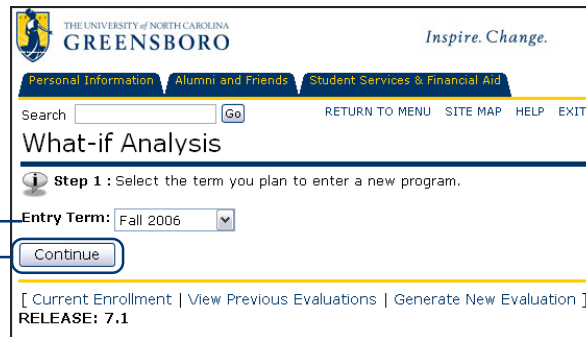 THE UNIVERSITY of NORTH CAROLINA
GREENSBORO
Inspire. Change.
Personal Information Alumni and Friends Student Services & Financial Aid
Search Go RETURN TO MENU SITE MAP HELP EXIT
What-if Analysis
Step 1 : Select the term you plan to enter a new program.
Entry Term: Fall 2006
Continue
[ Current Enrollment | View Previous Evaluations | Generate New Evaluation ]
RELEASE: 7.1